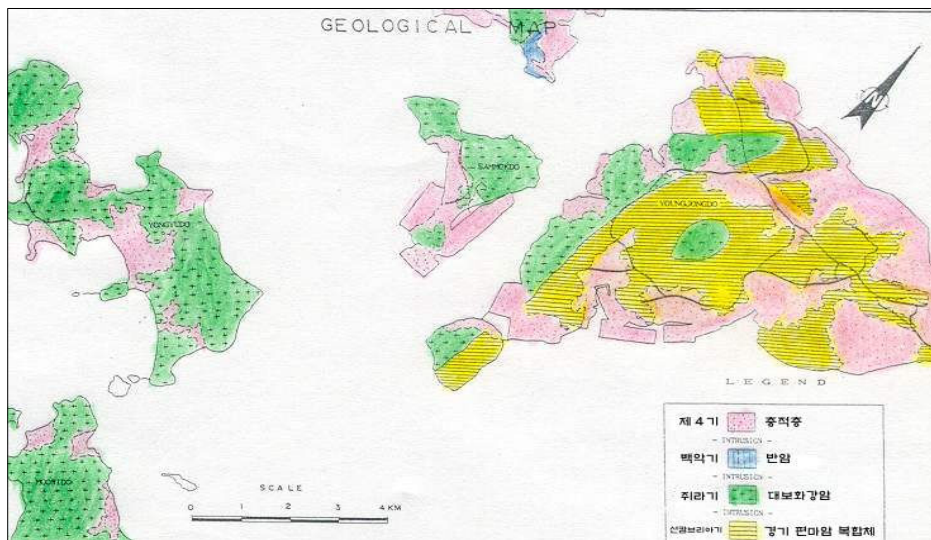 GEOLOGICAL MAP
N
SAMMOKDO
YOUNGJONGDO
YONGYUDO
MOOEIDO
LEGEND
제4기 충적층
- INTRUSION -
백악기 반암
- INTRUSION -
쥐라기 대보화강암
- INTRUSION -
선캠브리아기 경기 편마암 복합체
SCALE
0 1 2 3 4 KM